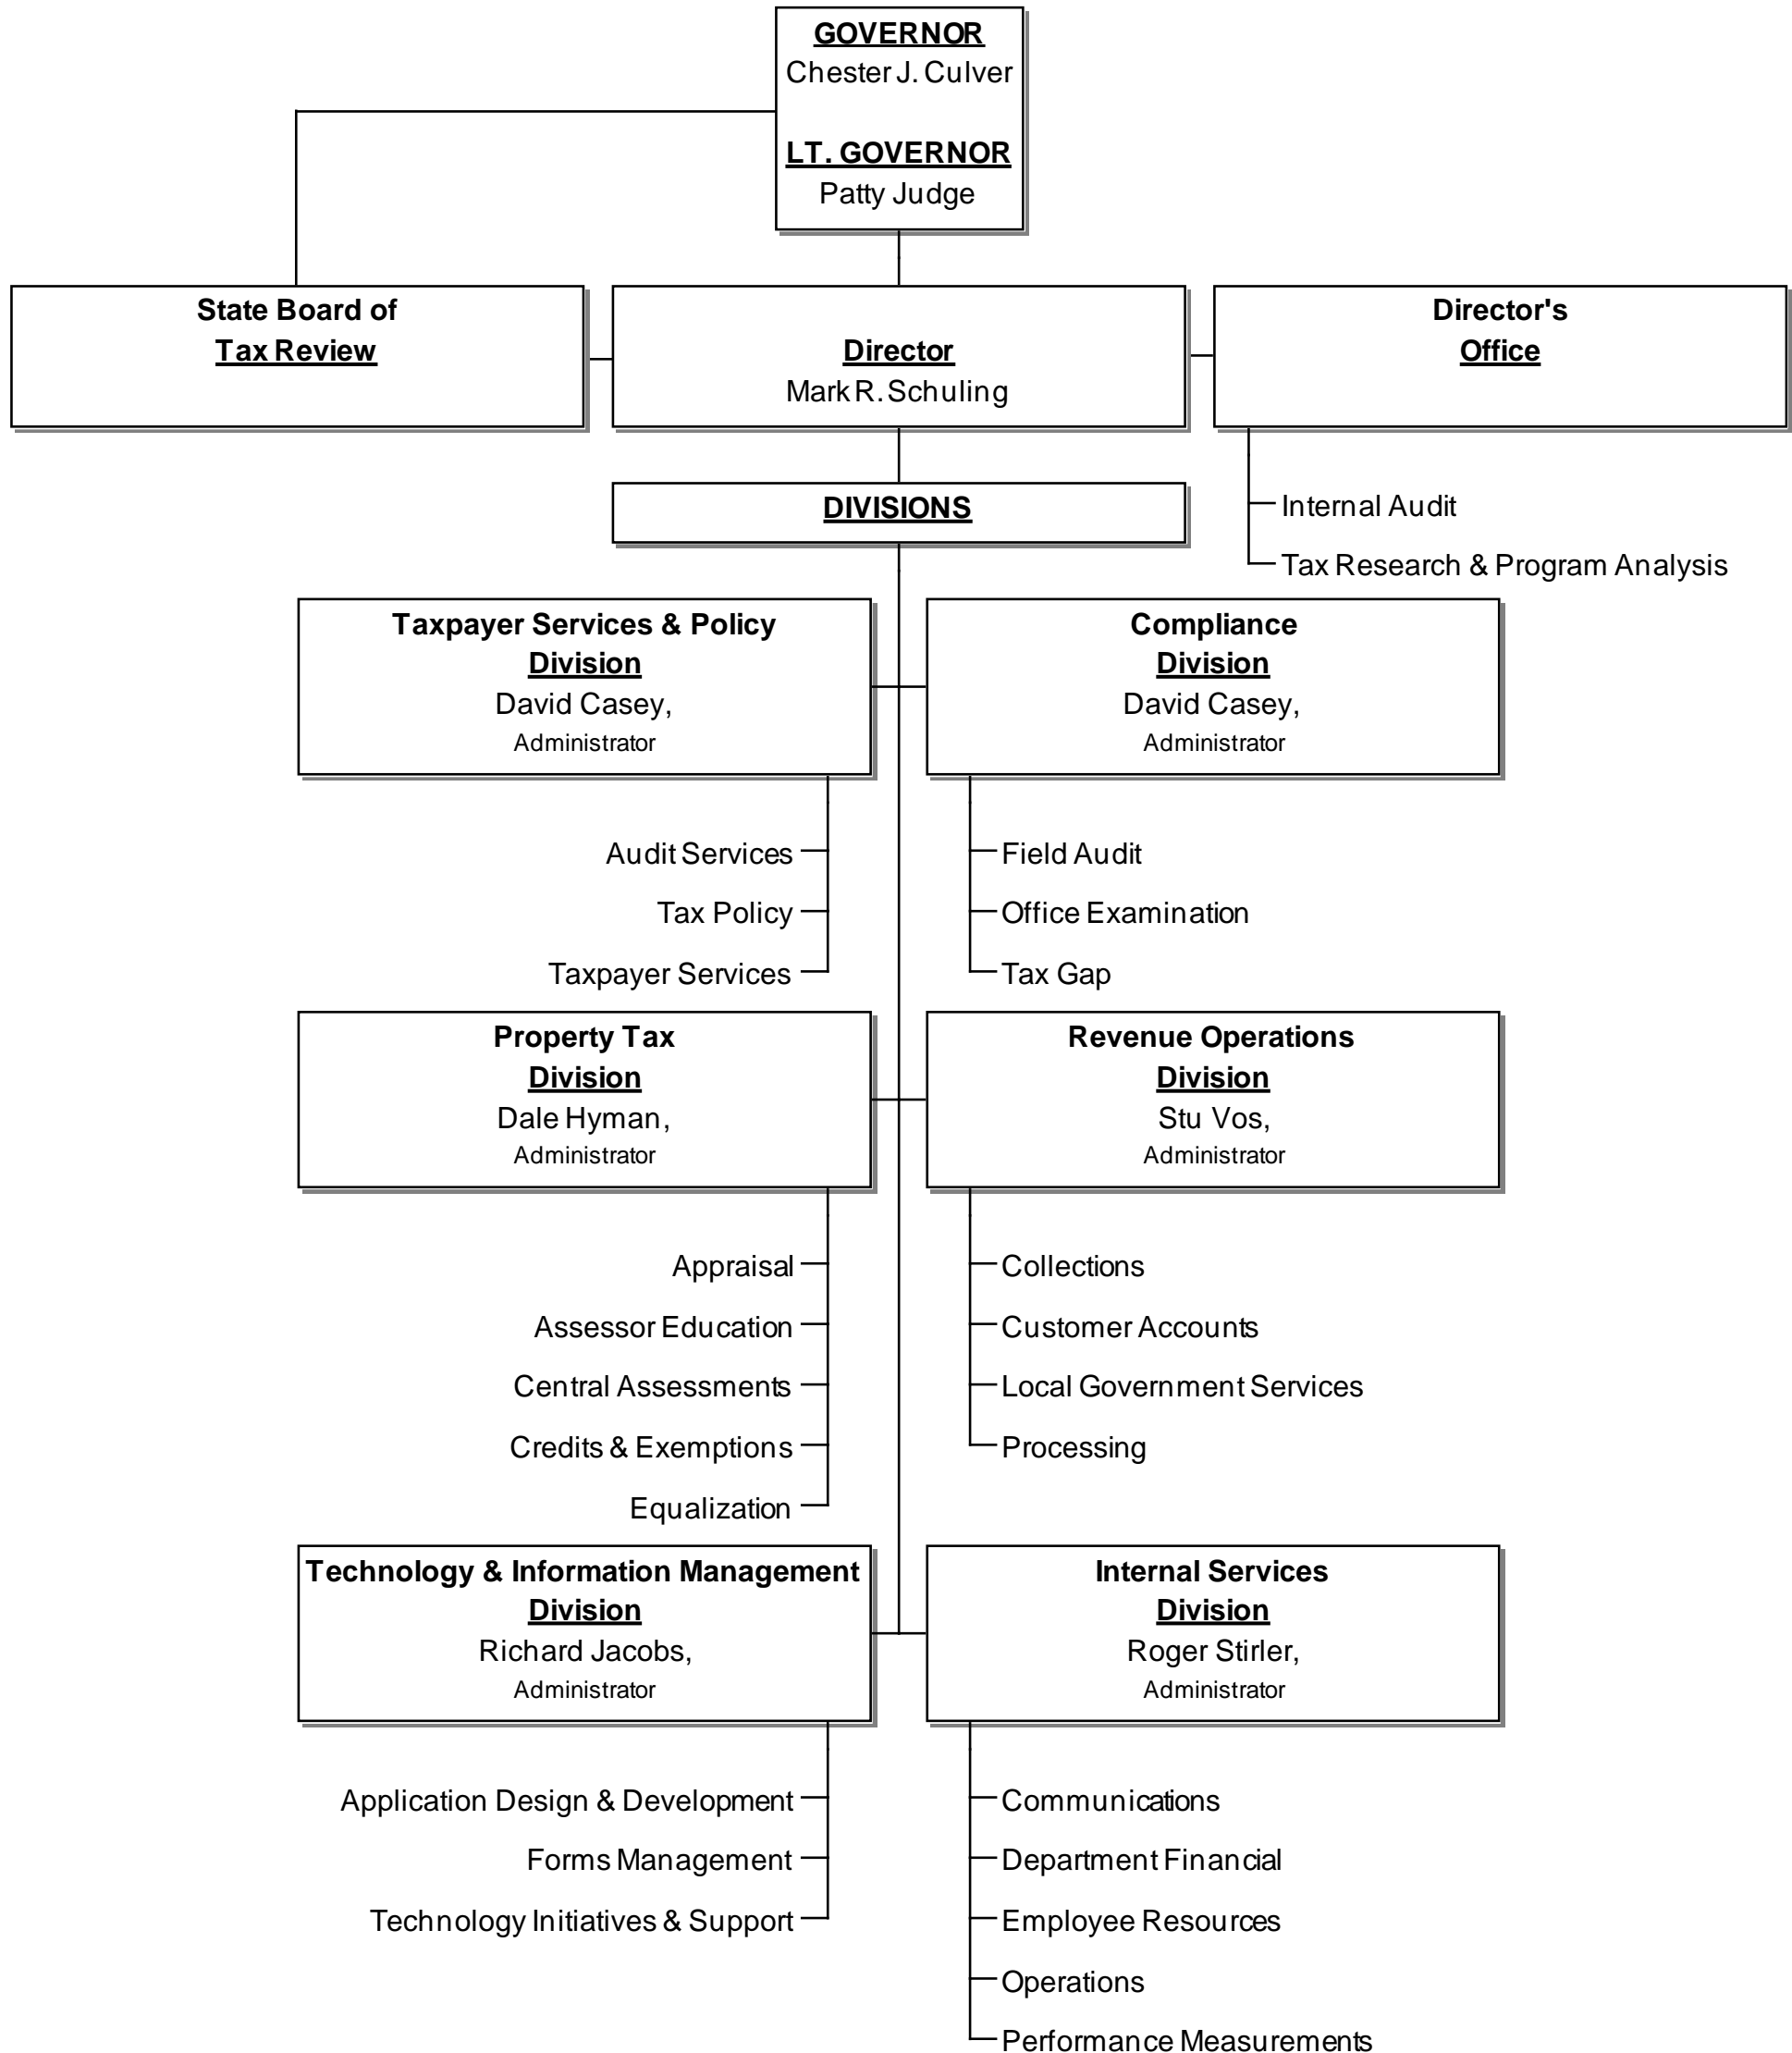 GOVERNOR
Chester J. Culver
LT. GOVERNOR
Patty Judge
State Board of
Tax Review
Director
Mark R. Schuling
Director's
Office
Internal Audit
Tax Research & Program Analysis
DIVISIONS
Taxpayer Services & Policy
Division
David Casey,
Administrator
Audit Services
Tax Policy
Taxpayer Services
Compliance
Division
David Casey,
Administrator
Field Audit
Office Examination
Tax Gap
Property Tax
Division
Dale Hyman,
Administrator
Appraisal
Assessor Education
Central Assessments
Credits & Exemptions
Equalization
Revenue Operations
Division
Stu Vos,
Administrator
Collections
Customer Accounts
Local Government Services
Processing
Technology & Information Management
Division
Richard Jacobs,
Administrator
Application Design & Development
Forms Management
Technology Initiatives & Support
Internal Services
Division
Roger Stirler,
Administrator
Communications
Department Financial
Employee Resources
Operations
Performance Measurements